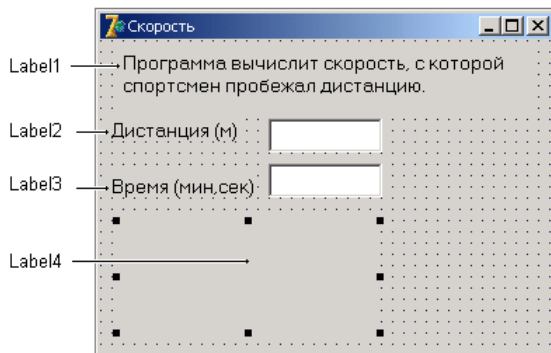 Скорость
Label1
Программа вычислит скорость, с которой
спортсмен пробежал дистанцию.
Label2
Дистанция (м)
Label3
Время (мин,сек)
Label4